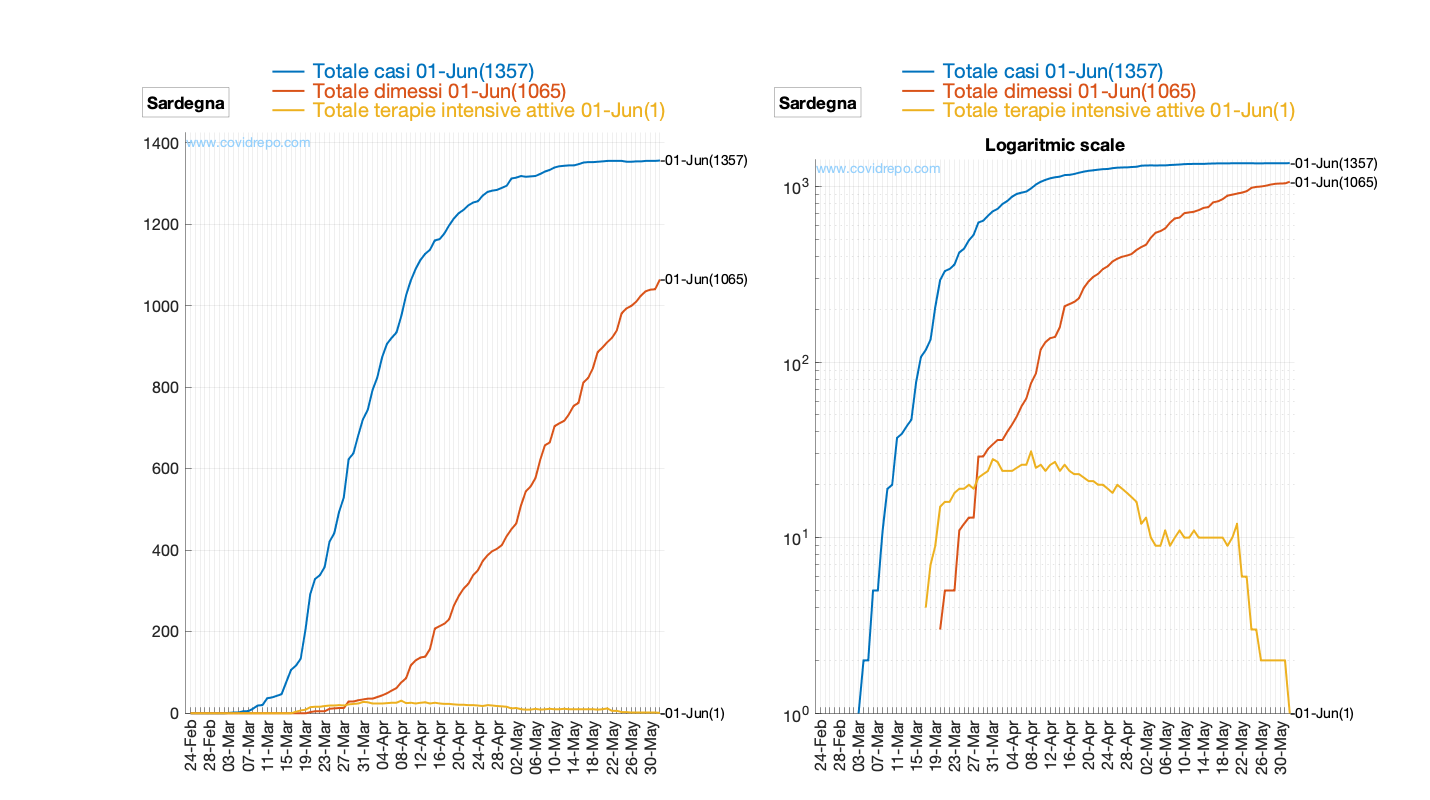 Totale casi 01-Jun(1357)
Totale dimessi 01-Jun(1065)
Totale terapie intensive attive 01-Jun(1)
Sardegna
www.covidrepo.com
1400
1200
1000
800
600
400
200
0
01-Jun(1357)
01-Jun(1065)
01-Jun(1)
24-Feb
28-Feb
03-Mar
07-Mar
11-Mar
15-Mar
19-Mar
23-Mar
27-Mar
31-Mar
04-Apr
08-Apr
12-Apr
16-Apr
20-Apr
24-Apr
28-Apr
02-May
06-May
10-May
14-May
18-May
22-May
26-May
30-May
Totale casi 01-Jun(1357)
Totale dimessi 01-Jun(1065)
Totale terapie intensive attive 01-Jun(1)
Sardegna
Logaritmic scale
www.covidrepo.com
10³
10²
10¹
10⁰
01-Jun(1357)
01-Jun(1065)
01-Jun(1)
24-Feb
28-Feb
03-Mar
07-Mar
11-Mar
15-Mar
19-Mar
23-Mar
27-Mar
31-Mar
04-Apr
08-Apr
12-Apr
16-Apr
20-Apr
24-Apr
28-Apr
02-May
06-May
10-May
14-May
18-May
22-May
26-May
30-May